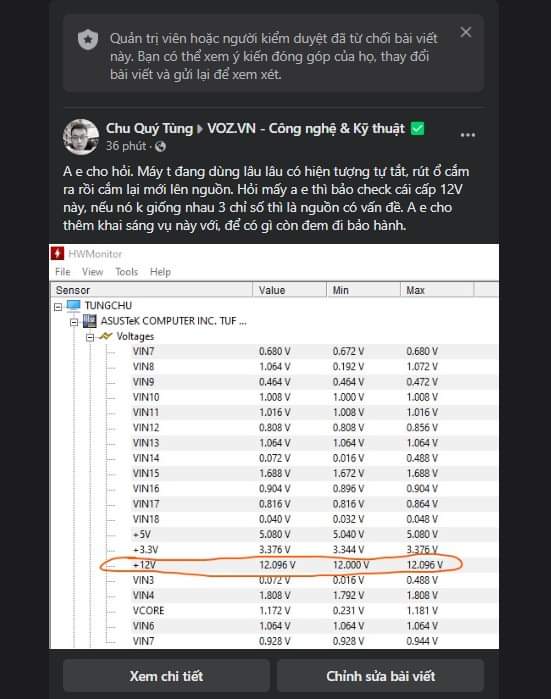 Quản trị viên hoặc người kiểm duyệt đã từ chối bài viết
này. Bạn có thể xem ý kiến đóng góp của họ, thay đổi
bài viết và gửi lại để xem xét.
Chu Quý Tùng ▸ VOZ.VN - Công nghệ & Kỹ thuật
36 phút ·
A e cho hỏi. Máy t đang dùng lâu lâu có hiện tượng tự tắt, rút ổ cắm
ra rồi cắm lại mới lên nguồn. Hỏi mấy a e thì bảo check cái cấp 12V
này, nếu nó k giống nhau 3 chỉ số thì là nguồn có vấn đề. A e cho
thêm khai sáng vụ này với, để có gì còn đem đi bảo hành.
HWMonitor
File View Tools Help
Sensor Value Min Max
TUNGCHU
ASUSTeK COMPUTER INC. TUF ...
Voltages
VIN7 0.680 V 0.672 V 0.680 V
VIN8 1.064 V 0.192 V 1.072 V
VIN9 0.464 V 0.464 V 0.472 V
VIN10 1.008 V 1.000 V 1.008 V
VIN11 1.016 V 1.008 V 1.016 V
VIN12 0.808 V 0.808 V 0.856 V
VIN13 1.064 V 1.064 V 1.064 V
VIN14 0.072 V 0.016 V 0.488 V
VIN15 1.688 V 1.672 V 1.688 V
VIN16 0.904 V 0.896 V 0.904 V
VIN17 0.816 V 0.816 V 0.864 V
VIN18 0.040 V 0.032 V 0.048 V
+5V 5.080 V 5.040 V 5.080 V
+3.3V 3.376 V 3.344 V 3.376 V
+12V 12.096 V 12.000 V 12.096 V
VIN3 0.072 V 0.016 V 0.488 V
VIN4 1.808 V 1.792 V 1.808 V
VCORE 1.172 V 0.231 V 1.181 V
VIN6 1.064 V 1.064 V 1.064 V
VIN7 0.928 V 0.928 V 0.944 V
Xem chi tiết
Chỉnh sửa bài viết